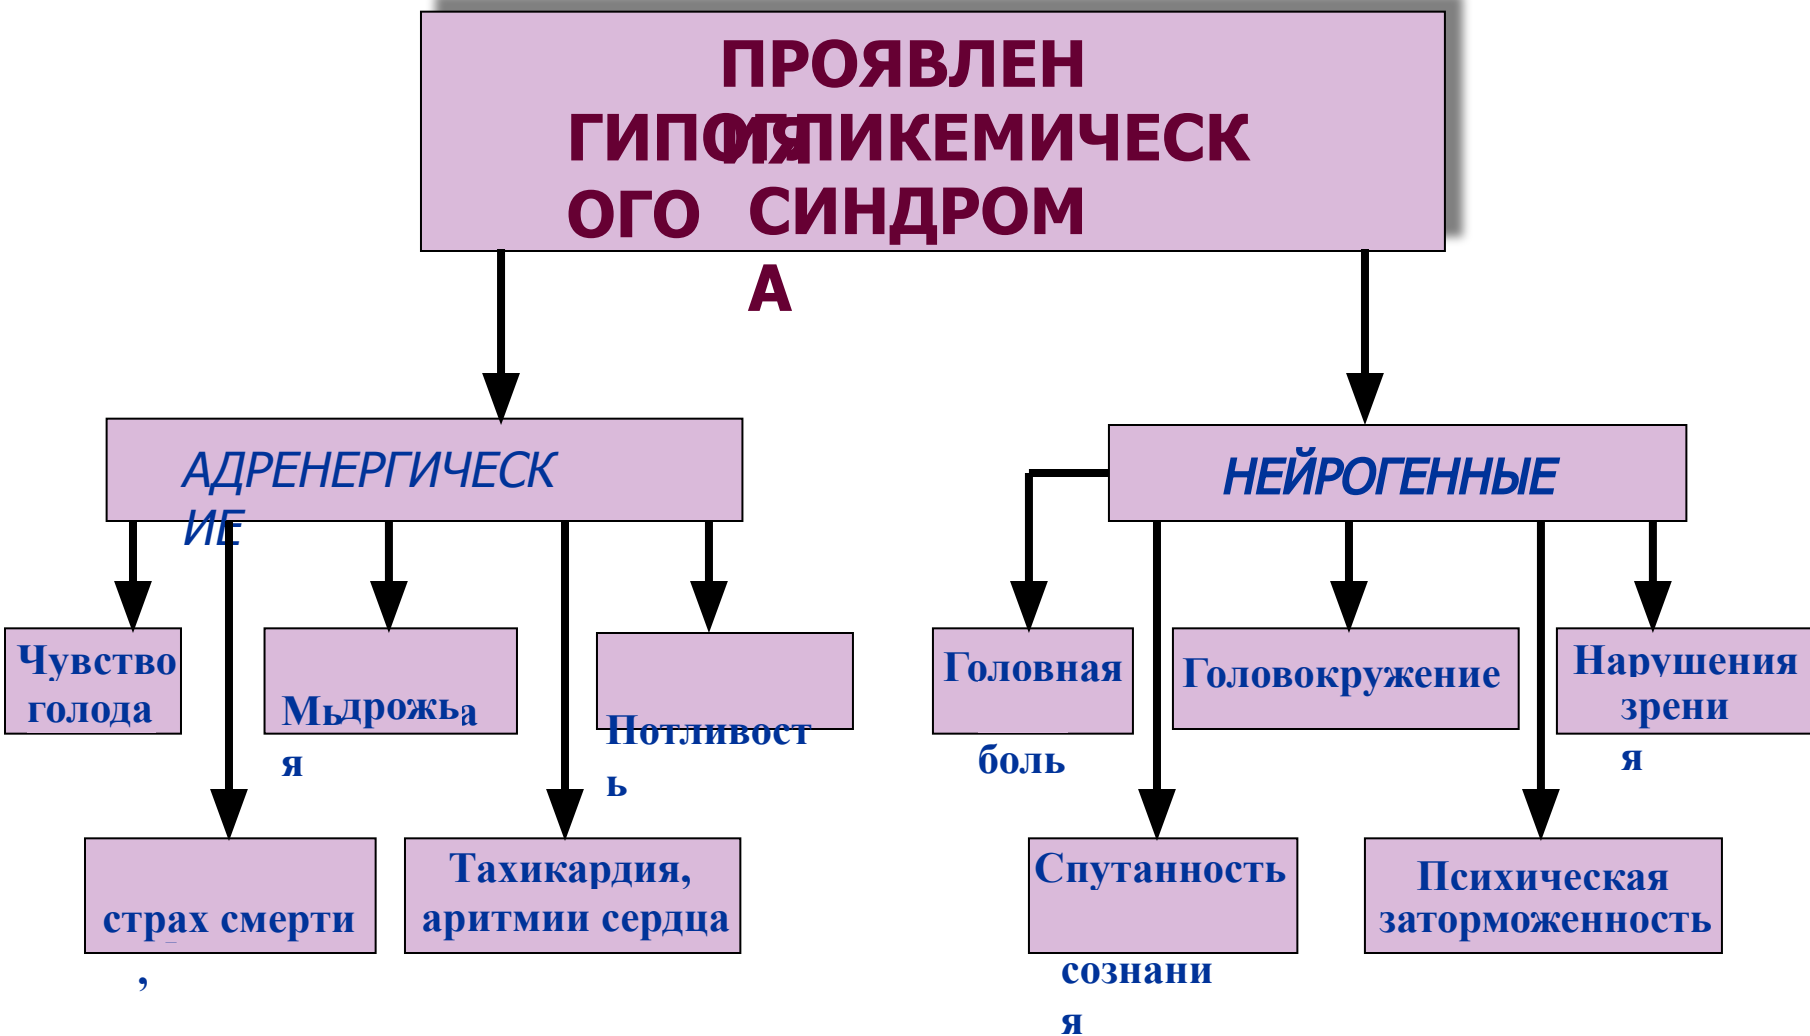 ПРОЯВЛЕН
ИЯ
ГИПОГЛИКЕМИЧЕСК
ОГО
СИНДРОМ
А
АДРЕНЕРГИЧЕСК
ИЕ
НЕЙРОГЕННЫЕ
Чувство
голода
дрожь
я
Потливост
ь
Головная
боль
Головокружение
Нарушения
зрени
я
страх смерти
,
Тахикардия,
аритмии сердца
Спутанность
сознани
я
Психическая
заторможенность